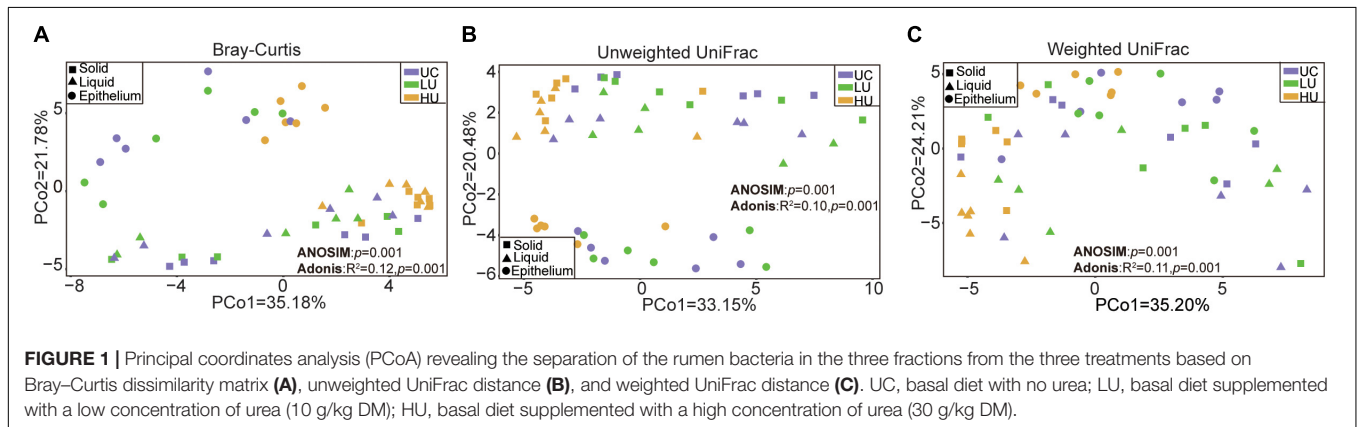 A
Bray-Curtis
Solid
Liquid
Epithelium
UC
LU
HU
5
0
−5
PCo2=21.78%
ANOSIM:p=0.001
Adonis:R²=0.12,p=0.001
−8
−4
0
4
PCo1=35.18%
B
Unweighted UniFrac
UC
LU
HU
4
2
0
−2
−4
−6
PCo2=20.48%
ANOSIM:p=0.001
Adonis:R²=0.10,p=0.001
Solid
Liquid
Epithelium
−5
0
5
10
PCo1=33.15%
C
Weighted UniFrac
Solid
Liquid
Epithelium
UC
LU
HU
5
0
−5
PCo2=24.21%
ANOSIM:p=0.001
Adonis:R²=0.11,p=0.001
−5
0
5
PCo1=35.20%
FIGURE 1 | Principal coordinates analysis (PCoA) revealing the separation of the rumen bacteria in the three fractions from the three treatments based on
Bray–Curtis dissimilarity matrix (A), unweighted UniFrac distance (B), and weighted UniFrac distance (C). UC, basal diet with no urea; LU, basal diet supplemented
with a low concentration of urea (10 g/kg DM); HU, basal diet supplemented with a high concentration of urea (30 g/kg DM).